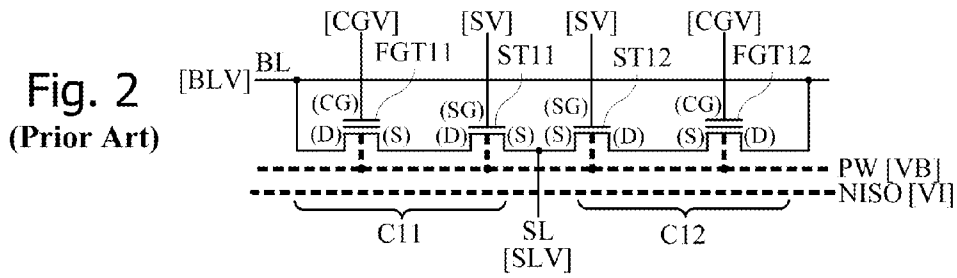 Fig. 2
(Prior Art)
[CGV] [SV] [SV] [CGV]
FGT11 ST11 ST12 FGT12
BL
[BLV]
(CG) (SG) (SG) (CG)
(D) (S) (D) (S) (S) (D) (S) (D)
PW [VB]
NISO [VI]
C11 SL C12
[SLV]